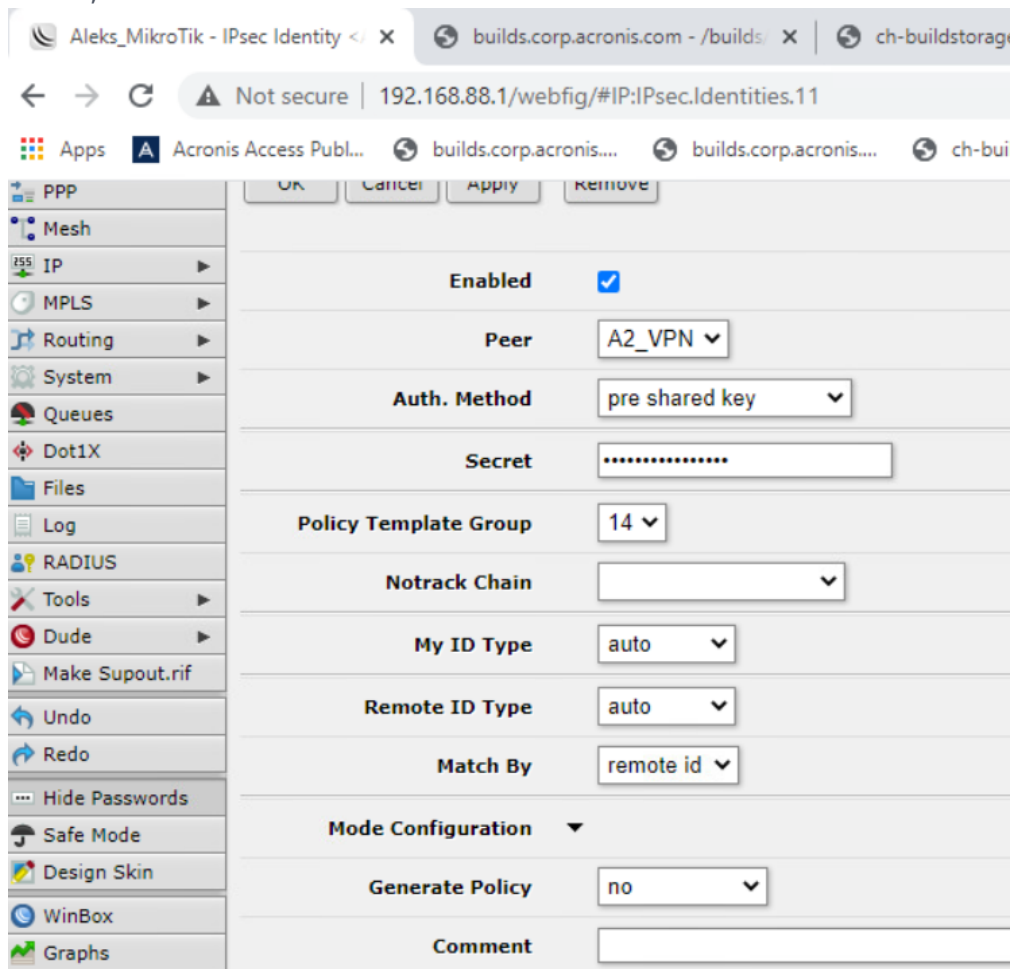 Aleks_MikroTik - IPsec Identity <
builds.corp.acronis.com - /builds/
ch-buildstorage
Not secure | 192.168.88.1/webfig/#IP:IPsec.Identities.11
Apps
Acronis Access Publ...
builds.corp.acronis....
builds.corp.acronis....
ch-bui
PPP
OK Cancel Apply Remove
Mesh
255 IP
Enabled
MPLS
Routing
Peer A2_VPN
System
Auth. Method pre shared key
Queues
Dot1X
Secret ················
Files
Policy Template Group 14
Log
RADIUS
Notrack Chain
Tools
Dude
My ID Type auto
Make Supout.rif
Undo
Remote ID Type auto
Redo
Match By remote id
Hide Passwords
Safe Mode
Mode Configuration
Design Skin
Generate Policy no
WinBox
Graphs
Comment